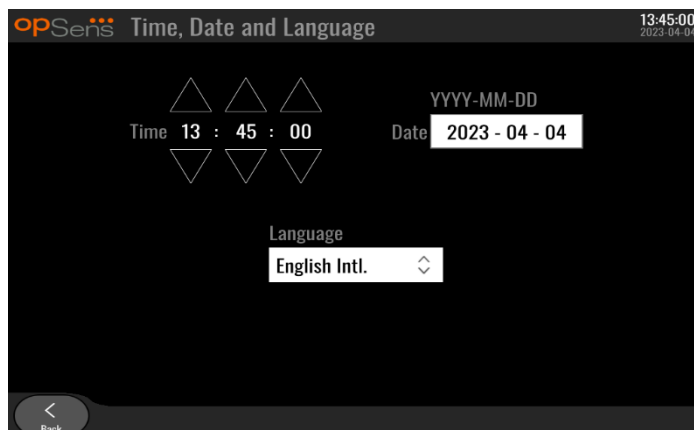 opSens Time, Date and Language 13:45:00
2023-04-04
YYYY-MM-DD
Time 13 : 45 : 00 Date 2023 - 04 - 04
Language
English Intl.
Back